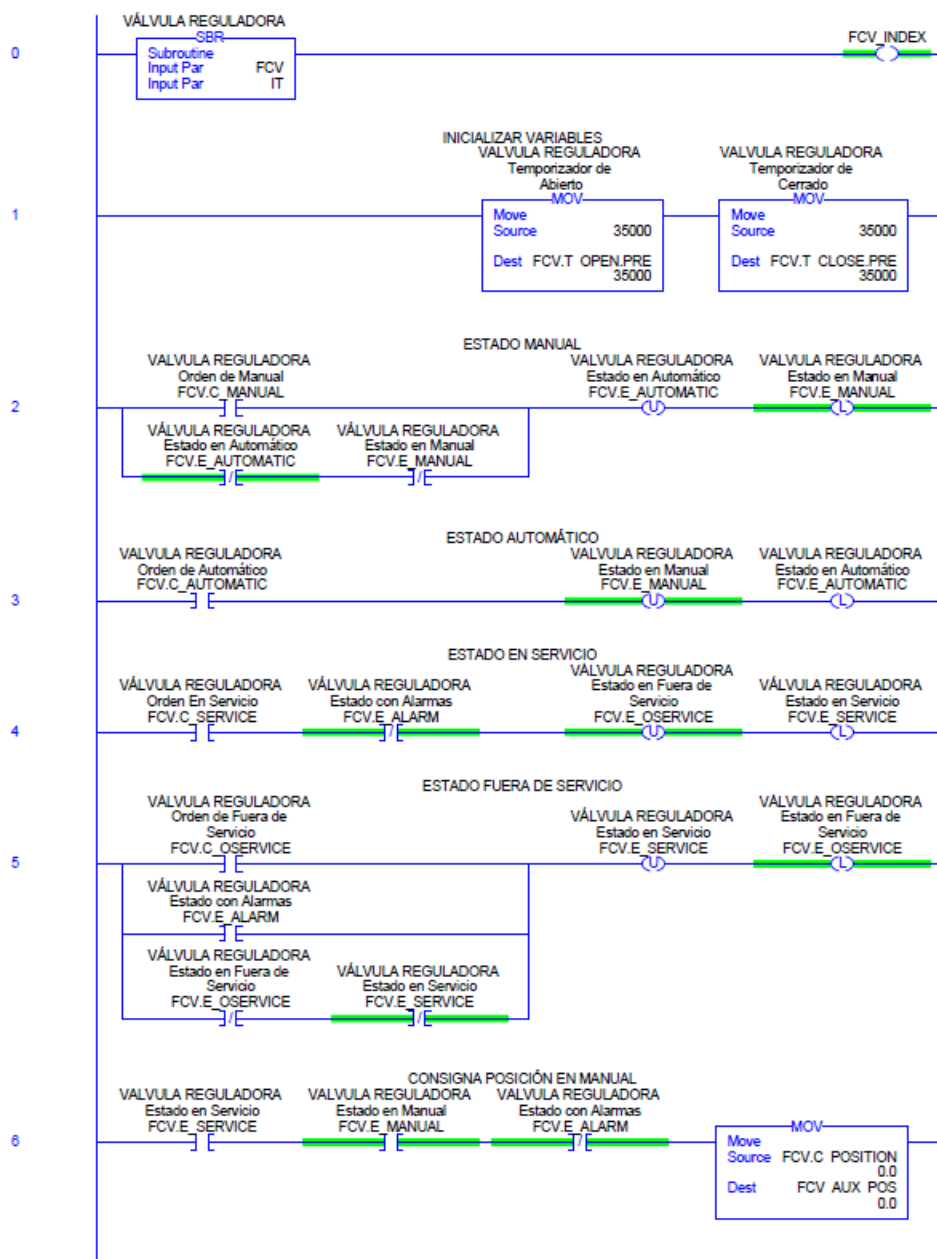 VÁLVULA REGULADORA
SBR
Subroutine
Input Par FCV
Input Par IT
FCV_INDEX
0
INICIALIZAR VARIABLES
VALVULA REGULADORA
Temporizador de
Abierto
MOV
Move
Source 35000
Dest FCV.T_OPEN.PRE
35000
VALVULA REGULADORA
Temporizador de
Cerrado
MOV
Move
Source 35000
Dest FCV.T_CLOSE.PRE
35000
1
ESTADO MANUAL
VALVULA REGULADORA
Orden de Manual
FCV.C_MANUAL
VALVULA REGULADORA
Estado en Automático
FCV.E_AUTOMATIC
U
VALVULA REGULADORA
Estado en Manual
FCV.E_MANUAL
L
2
VÁLVULA REGULADORA
Estado en Automático
FCV.E_AUTOMATIC
VÁLVULA REGULADORA
Estado en Manual
FCV.E_MANUAL
ESTADO AUTOMÁTICO
VALVULA REGULADORA
Orden de Automático
FCV.C_AUTOMATIC
VALVULA REGULADORA
Estado en Manual
FCV.E_MANUAL
U
VALVULA REGULADORA
Estado en Automático
FCV.E_AUTOMATIC
L
3
ESTADO EN SERVICIO
VÁLVULA REGULADORA
Orden En Servicio
FCV.C_SERVICE
VÁLVULA REGULADORA
Estado con Alarmas
FCV.E_ALARM
VÁLVULA REGULADORA
Estado en Fuera de
Servicio
FCV.E_OSERVICE
U
VÁLVULA REGULADORA
Estado en Servicio
FCV.E_SERVICE
L
4
ESTADO FUERA DE SERVICIO
VÁLVULA REGULADORA
Orden de Fuera de
Servicio
FCV.C_OSERVICE
VÁLVULA REGULADORA
Estado en Servicio
FCV.E_SERVICE
U
VÁLVULA REGULADORA
Estado en Fuera de
Servicio
FCV.E_OSERVICE
L
5
VÁLVULA REGULADORA
Estado con Alarmas
FCV.E_ALARM
VÁLVULA REGULADORA
Estado en Fuera de
Servicio
FCV.E_OSERVICE
VÁLVULA REGULADORA
Estado en Servicio
FCV.E_SERVICE
CONSIGNA POSICIÓN EN MANUAL
VÁLVULA REGULADORA
Estado en Servicio
FCV.E_SERVICE
VALVULA REGULADORA
Estado en Manual
FCV.E_MANUAL
VÁLVULA REGULADORA
Estado con Alarmas
FCV.E_ALARM
MOV
Move
Source FCV.C_POSITION
0.0
Dest FCV_AUX_POS
0.0
6